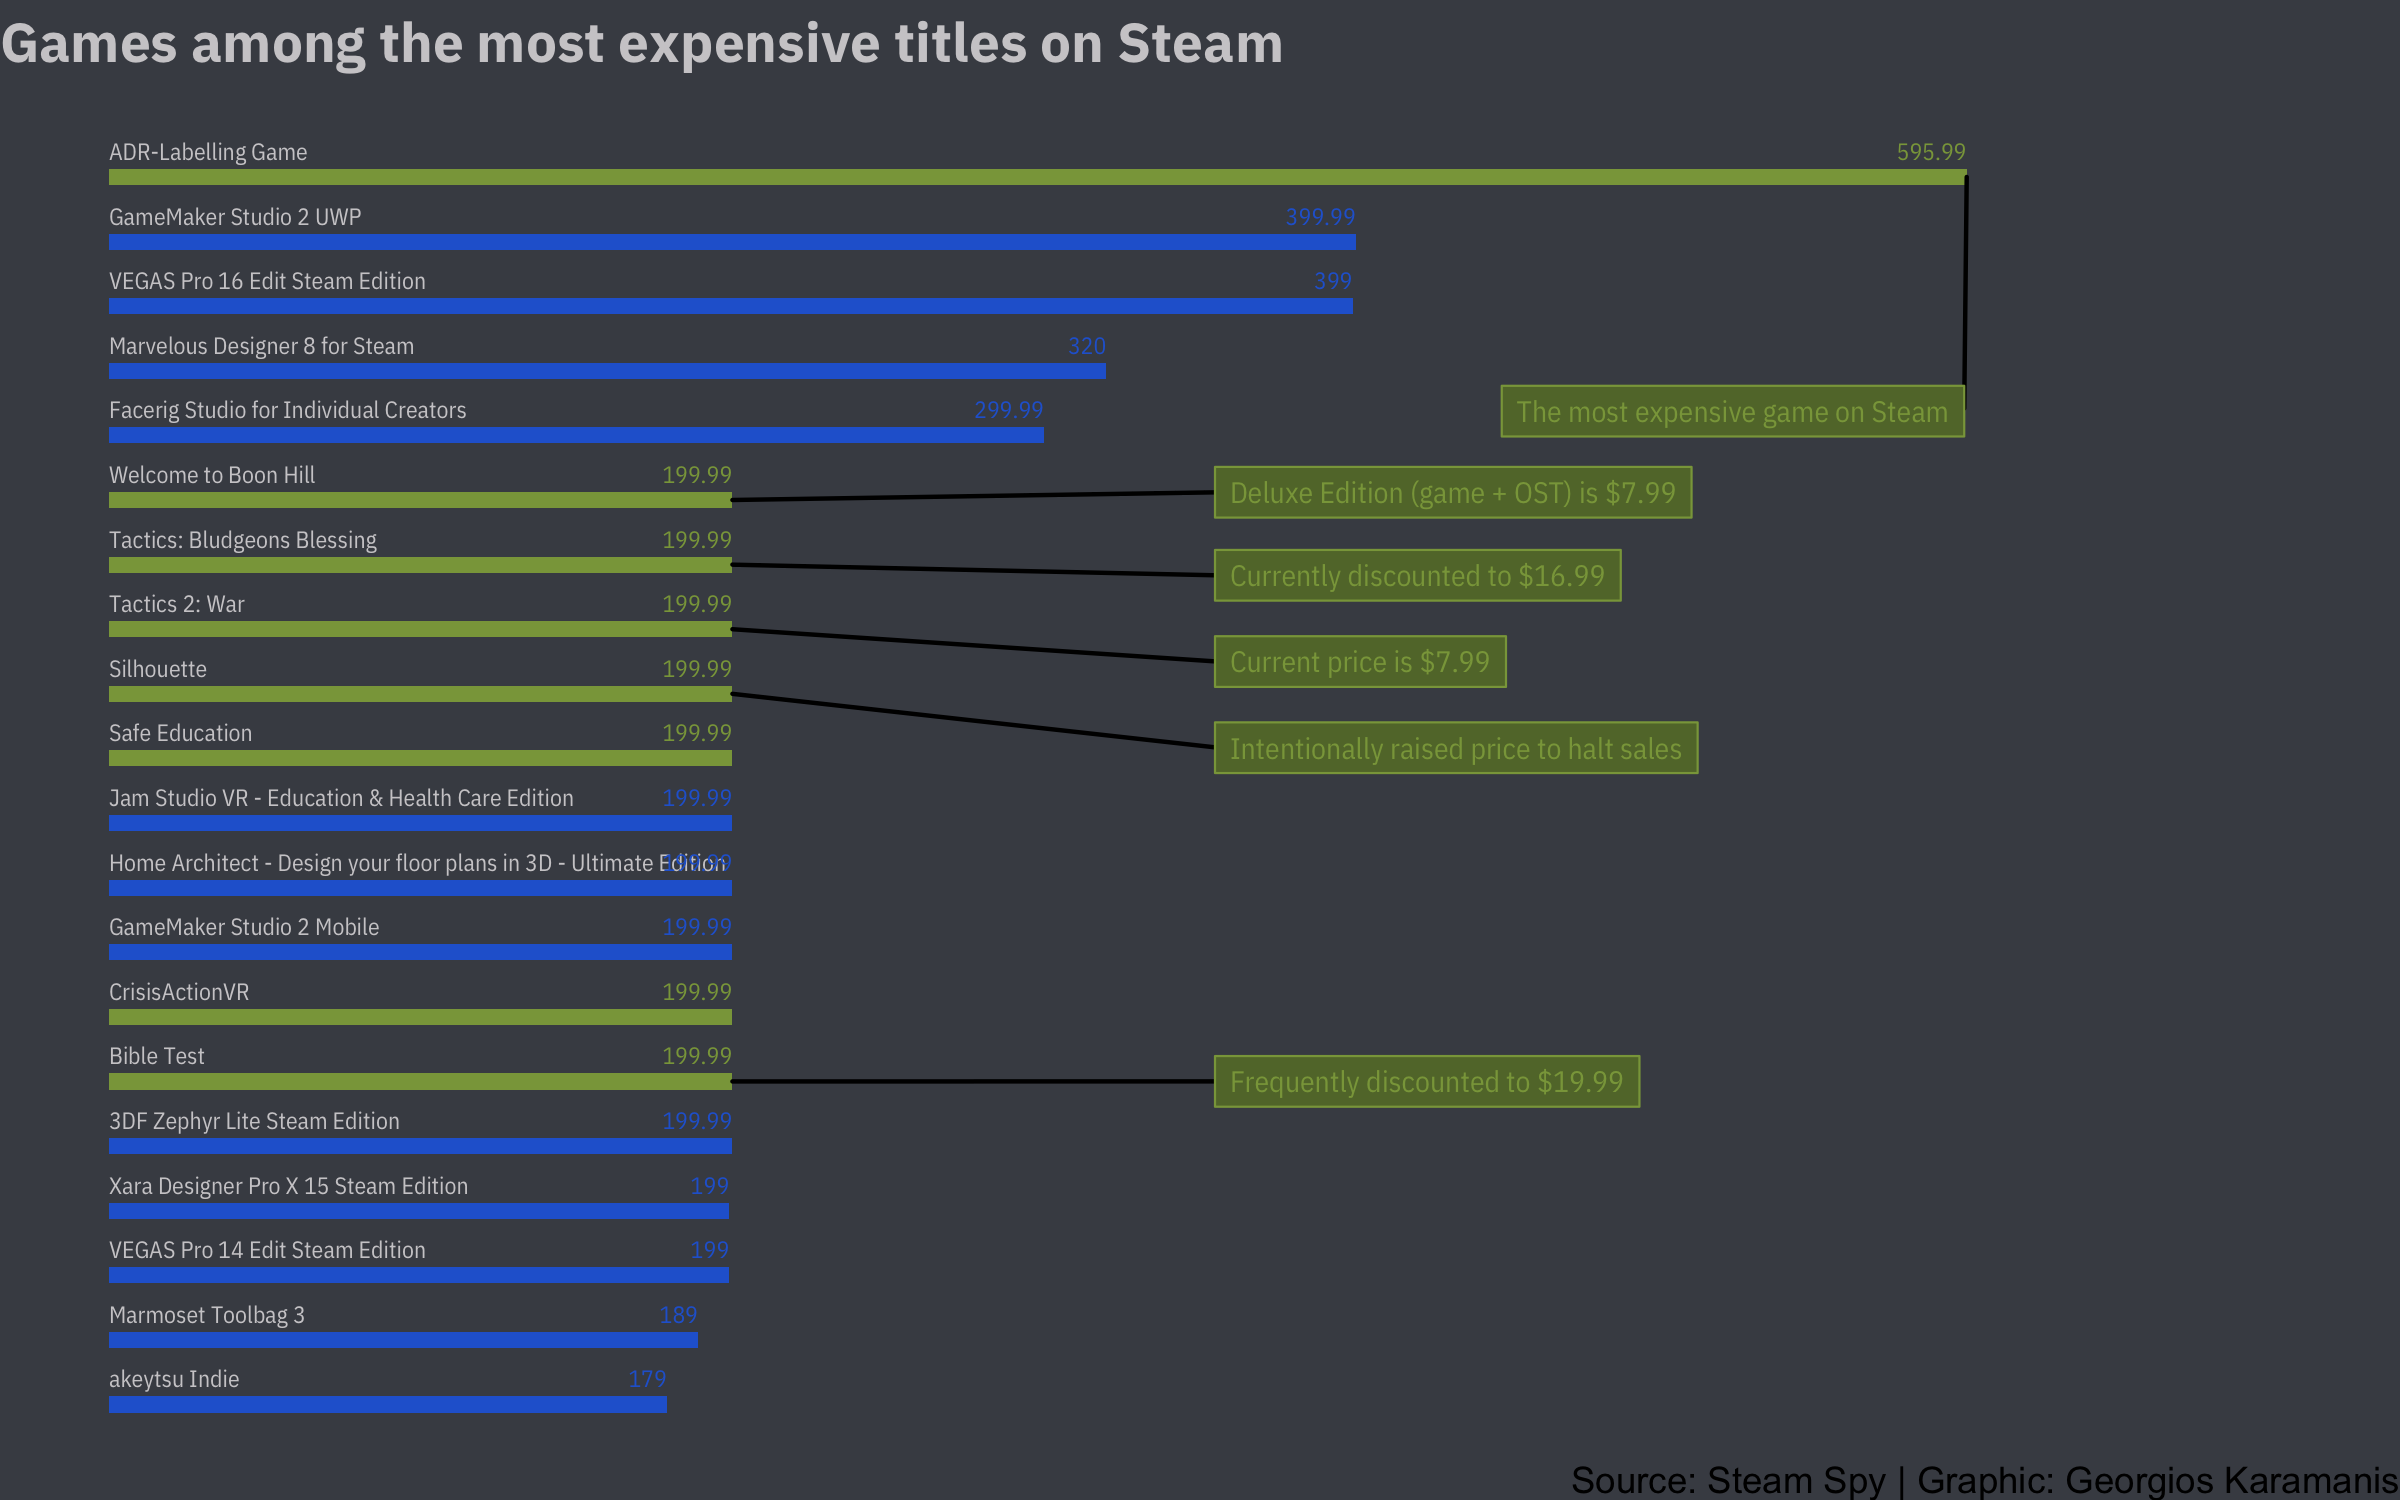 Games among the most expensive titles on Steam
ADR-Labelling Game 595.99
GameMaker Studio 2 UWP 399.99
VEGAS Pro 16 Edit Steam Edition 399
Marvelous Designer 8 for Steam 320
Facerig Studio for Individual Creators 299.99
The most expensive game on Steam
Welcome to Boon Hill 199.99
Deluxe Edition (game + OST) is $7.99
Tactics: Bludgeons Blessing 199.99
Currently discounted to $16.99
Tactics 2: War 199.99
Current price is $7.99
Silhouette 199.99
Intentionally raised price to halt sales
Safe Education 199.99
Jam Studio VR - Education & Health Care Edition 199.99
Home Architect - Design your floor plans in 3D - Ultimate Edition 199.99
GameMaker Studio 2 Mobile 199.99
CrisisActionVR 199.99
Bible Test 199.99
Frequently discounted to $19.99
3DF Zephyr Lite Steam Edition 199.99
Xara Designer Pro X 15 Steam Edition 199
VEGAS Pro 14 Edit Steam Edition 199
Marmoset Toolbag 3 189
akeytsu Indie 179
Source: Steam Spy | Graphic: Georgios Karamanis